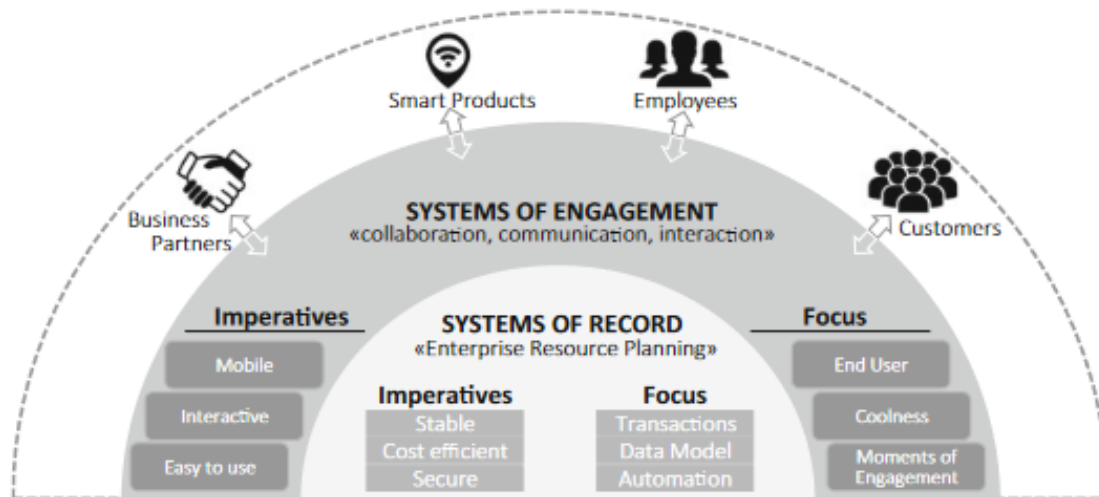 Smart Products
Employees
Business
Partners
Customers
SYSTEMS OF ENGAGEMENT
«collaboration, communication, interaction»
Imperatives
Mobile
Interactive
Easy to use
SYSTEMS OF RECORD
«Enterprise Resource Planning»
Imperatives
Stable
Cost efficient
Secure
Focus
Transactions
Data Model
Automation
Focus
End User
Coolness
Moments of
Engagement